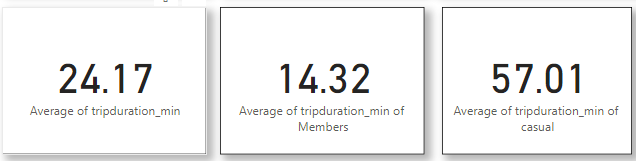 24.17
Average of tripduration_min
14.32
Average of tripduration_min of
Members
57.01
Average of tripduration_min of
casual